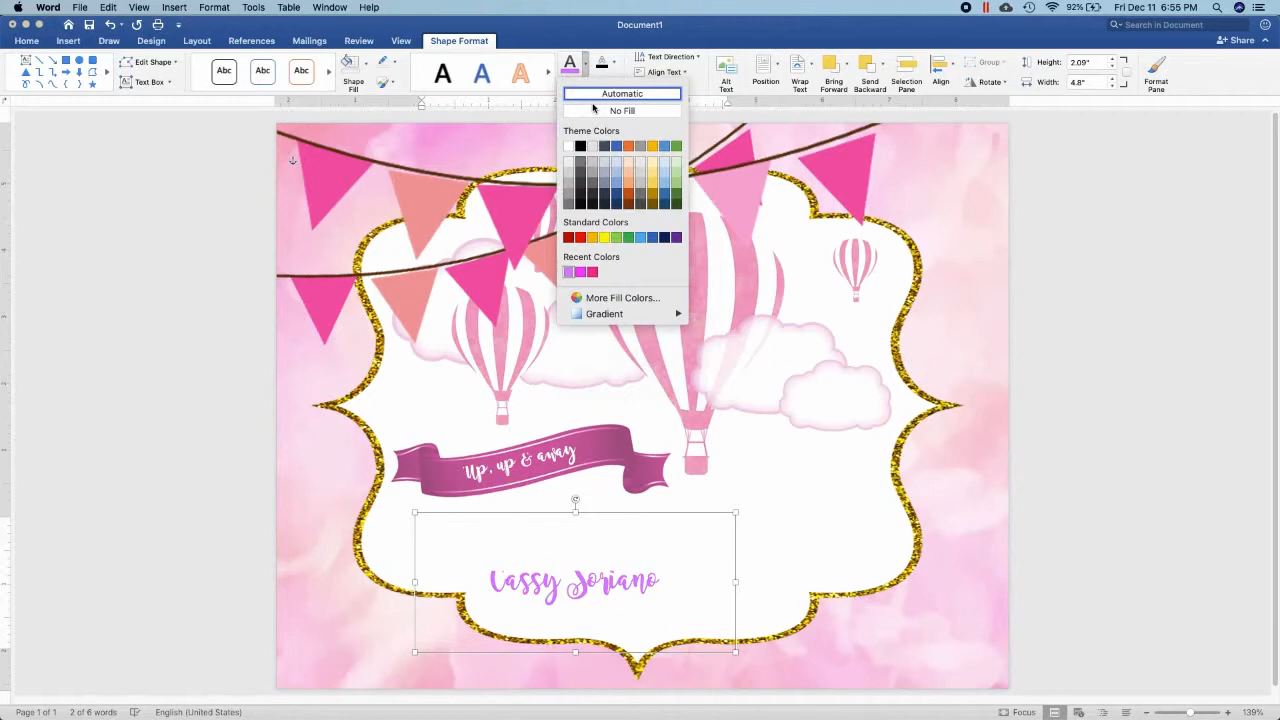 Word File Edit View Insert Format Tools Table Window Help 92% Fri Dec 11 6:55 PM
Document1 Search in Document
Home Insert Draw Design Layout References Mailings Review View Shape Format Share
Edit Shape Text Box
Abc Abc Abc
Shape Fill
A A A A A
Text Direction Align Text
Alt Text Position Wrap Text Bring Forward Send Backward Selection Pane Align Rotate
Height: 2.09"
Width: 4.8"
Format Pane
Automatic
No Fill
Theme Colors
Standard Colors
Recent Colors
More Fill Colors...
Gradient
Up, up & away
Cassy Soriano
Page 1 of 1 2 of 6 words English (United States) Focus 139%